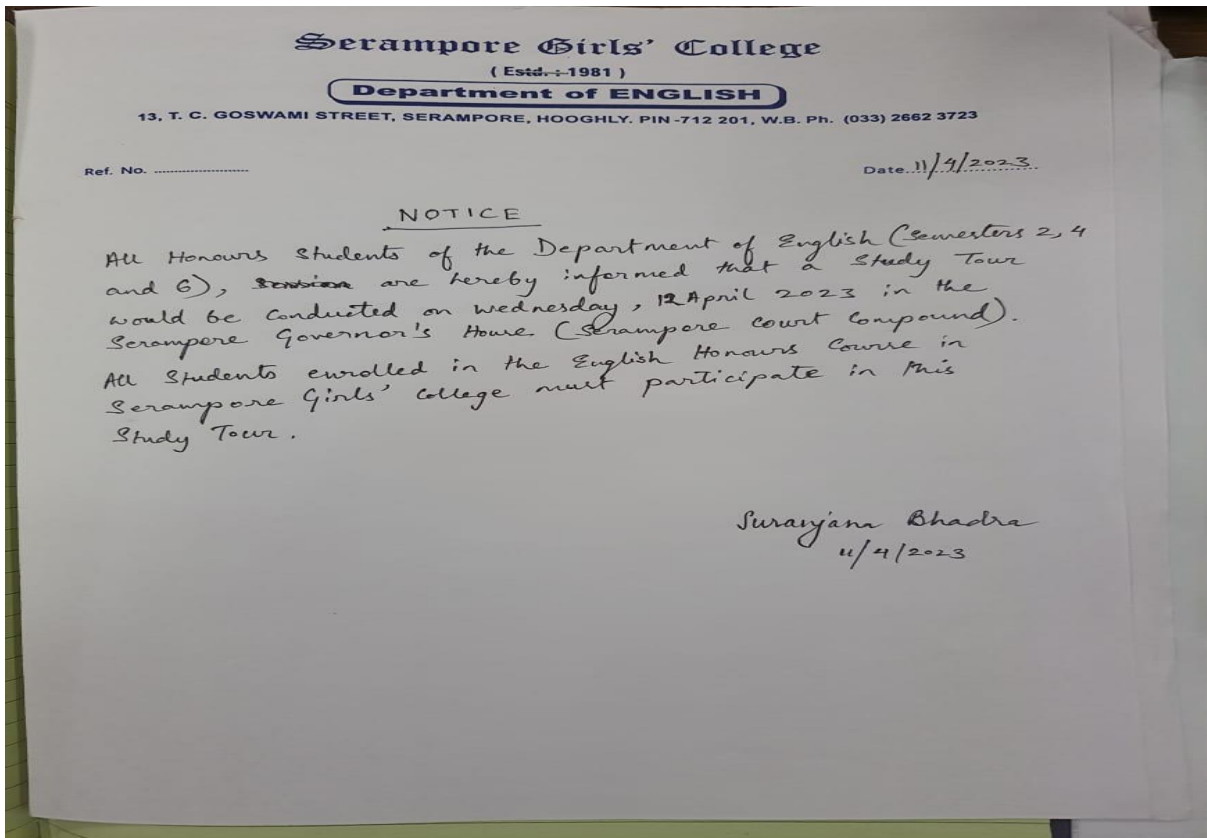 Serampore Girls' College
( Estd. : 1981 )
Department of ENGLISH
13, T. C. GOSWAMI STREET, SERAMPORE, HOOGHLY. PIN -712 201, W.B. Ph. (033) 2662 3723
Ref. No. ........................
Date..11/4/2023
NOTICE
All Honours Students of the Department of English (Semesters 2, 4
and 6), are hereby informed that a Study Tour
would be conducted on Wednesday, 12 April 2023 in the
Serampore Governor's House (Serampore Court Compound).
All Students enrolled in the English Honours Course in
Serampore Girls' College must participate in this
Study Tour.
Suranjana Bhadra
11/4/2023